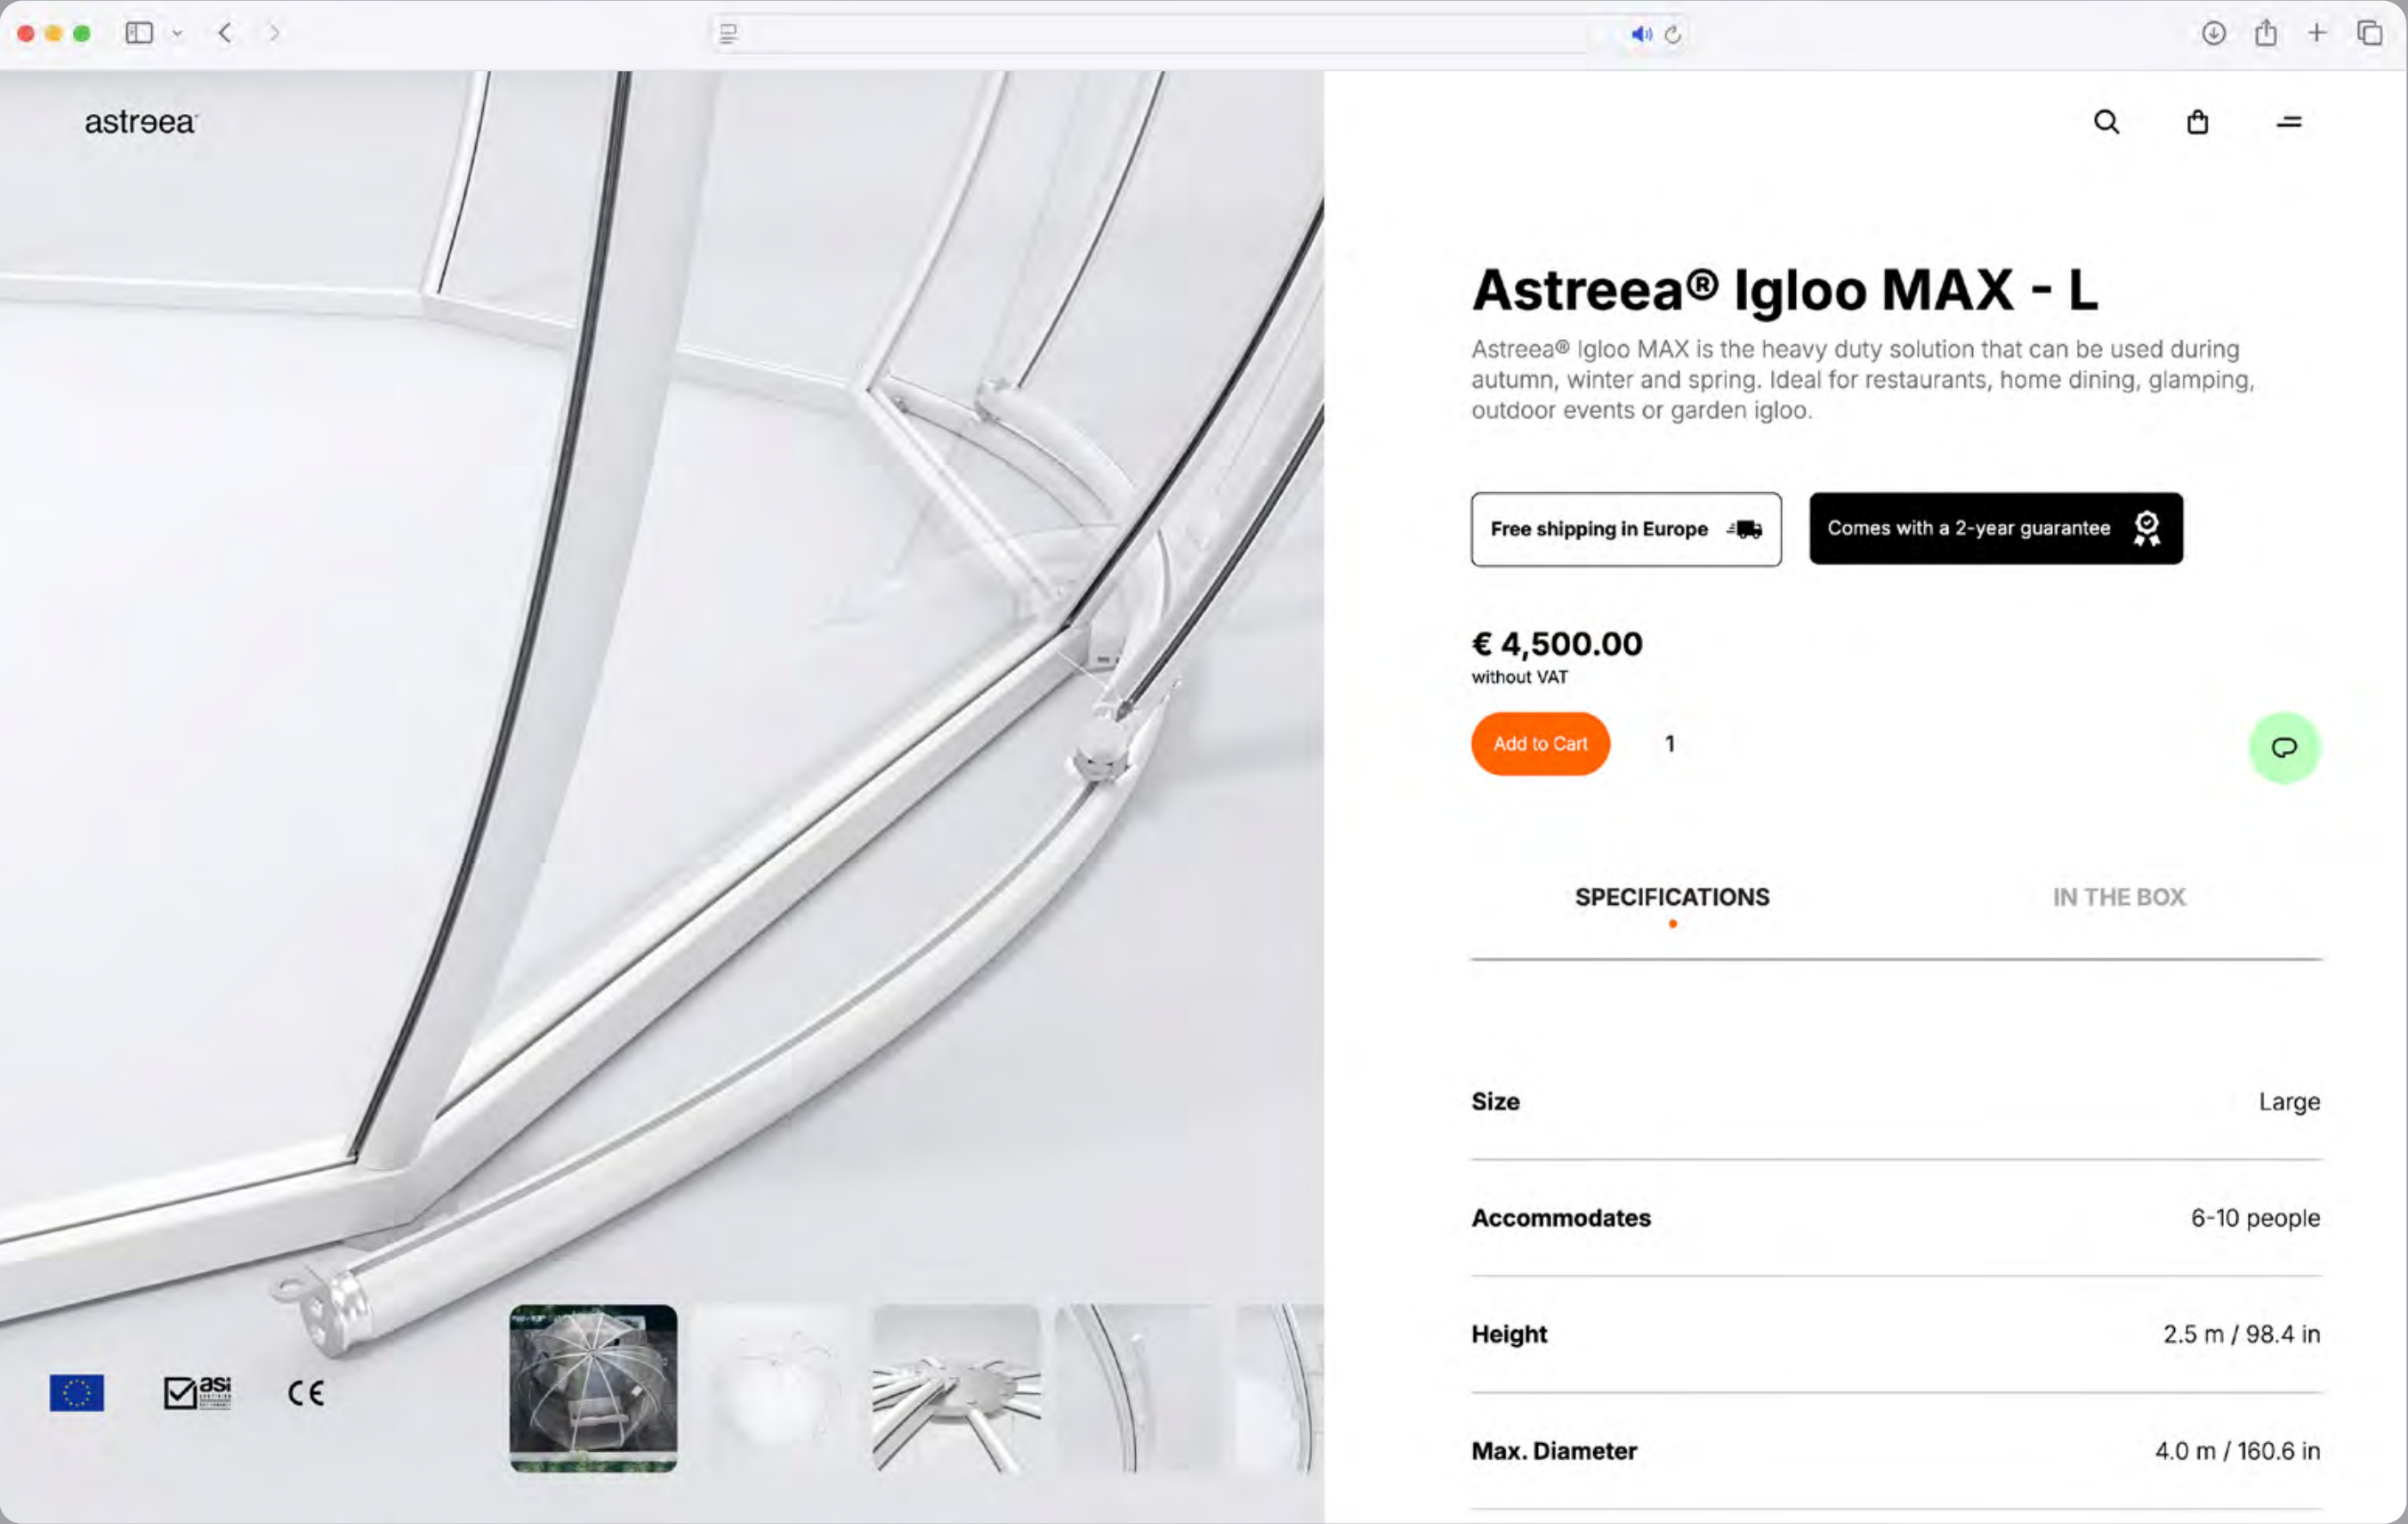 astreea
Astreea® Igloo MAX - L
Astreea® Igloo MAX is the heavy duty solution that can be used during
autumn, winter and spring. Ideal for restaurants, home dining, glamping,
outdoor events or garden igloo.
Free shipping in Europe
Comes with a 2-year guarantee
€ 4,500.00
without VAT
Add to Cart
1
SPECIFICATIONS
IN THE BOX
Size
Large
Accommodates
6-10 people
Height
2.5 m / 98.4 in
Max. Diameter
4.0 m / 160.6 in
asi
CE